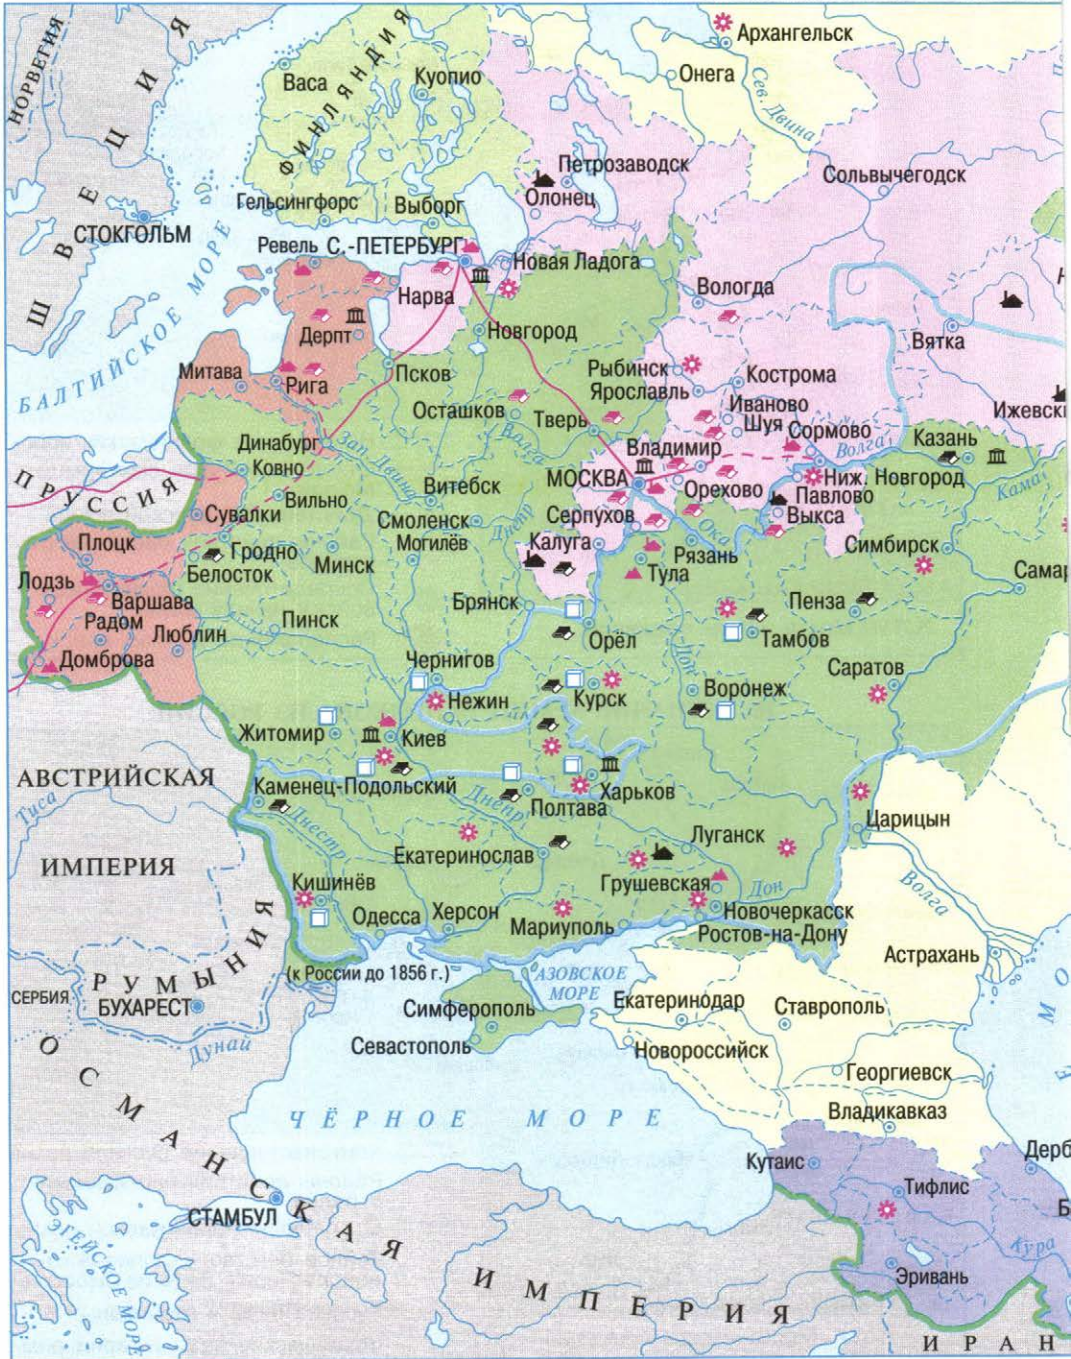 НОРВЕГИЯ
ШВЕЦИЯ
СТОКГОЛЬМ
ФИНЛЯНДИЯ
Васа
Куопио
Архангельск
Онега
Сев. Двина
Петрозаводск
Олонец
Сольвычегодск
Гельсингфорс
Выборг
Ревель
С.-ПЕТЕРБУРГ
Новая Ладога
Нарва
Вологда
БАЛТИЙСКОЕ МОРЕ
Дерпт
Новгород
Вятка
Митава
Рига
Псков
Рыбинск
Ярославль
Кострома
Осташков
Тверь
Волга
Иваново
Шуя
Сормово
Волга
Казань
Ижевск
Динабург
Зап. Двина
Владимир
МОСКВА
Орехово
Ниж. Новгород
Кама
ПРУССИЯ
Ковно
Вильно
Витебск
Павлово
Сувалки
Смоленск
Днепр
Серпухов
Ока
Выкса
Плоцк
Гродно
Могилёв
Калуга
Рязань
Симбирск
Белосток
Минск
Тула
Лодзь
Варшава
Самар
Радом
Люблин
Пинск
Брянск
Орёл
Пенза
Тамбов
Домброва
Чернигов
Дон
Саратов
Нежин
Курск
Воронеж
Житомир
Киев
АВСТРИЙСКАЯ
ИМПЕРИЯ
Тиса
Каменец-Подольский
Днепр
Полтава
Харьков
Днестр
Царицын
Луганск
Екатеринослав
Грушевская
Дон
Волга
Кишинёв
Одесса
Херсон
Мариуполь
Новочеркасск
Ростов-на-Дону
Астрахань
РУМЫНИЯ
(к России до 1856 г.)
АЗОВСКОЕ
МОРЕ
СЕРБИЯ
БУХАРЕСТ
Дунай
Симферополь
Севастополь
Екатеринодар
Ставрополь
Новороссийск
Георгиевск
Владикавказ
ЧЁРНОЕ МОРЕ
Кутаис
Дерб
Тифлис
Кура
Эривань
СТАМБУЛ
ЭГЕЙСКОЕ МОРЕ
ОСМАНСКАЯ ИМПЕРИЯ
ИРАН